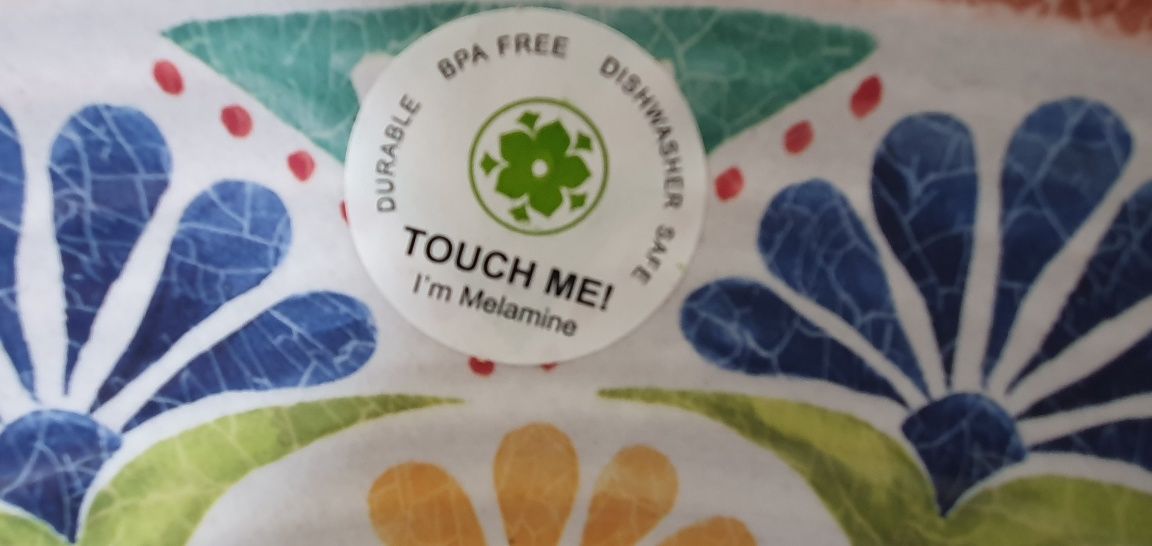 DURABLE BPA FREE DISHWASHER SAFE
TOUCH ME!
I'm Melamine